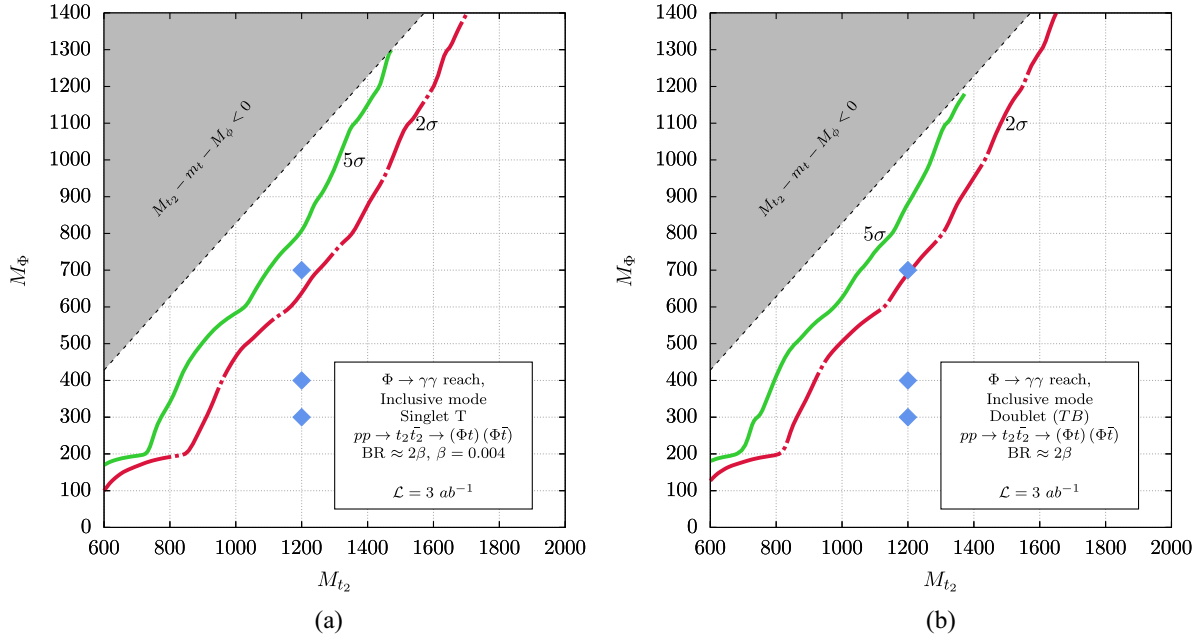 1400
1300
1200
1100
1000
900
800
700
600
500
400
300
200
100
0
M_Φ
M_{t_2} − m_t − M_ϕ < 0
2σ
5σ
Φ → γγ reach,
Inclusive mode
Singlet T
pp → t_2 \bar{t_2} → (Φt) (Φ\bar{t})
BR ≈ 2β, β = 0.004
ℒ = 3 ab⁻¹
600 800 1000 1200 1400 1600 1800 2000
M_{t_2}
(a)
1400
1300
1200
1100
1000
900
800
700
600
500
400
300
200
100
0
M_Φ
M_{t_2} − m_t − M_ϕ < 0
2σ
5σ
Φ → γγ reach,
Inclusive mode
Doublet (TB)
pp → t_2 \bar{t_2} → (Φt) (Φ\bar{t})
BR ≈ 2β
ℒ = 3 ab⁻¹
600 800 1000 1200 1400 1600 1800 2000
M_{t_2}
(b)